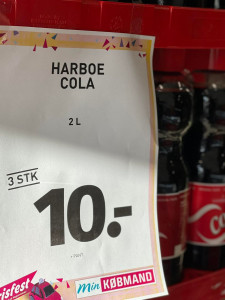 HARBOE
COLA
2 L
3 STK
10.-
Min KØBMAND